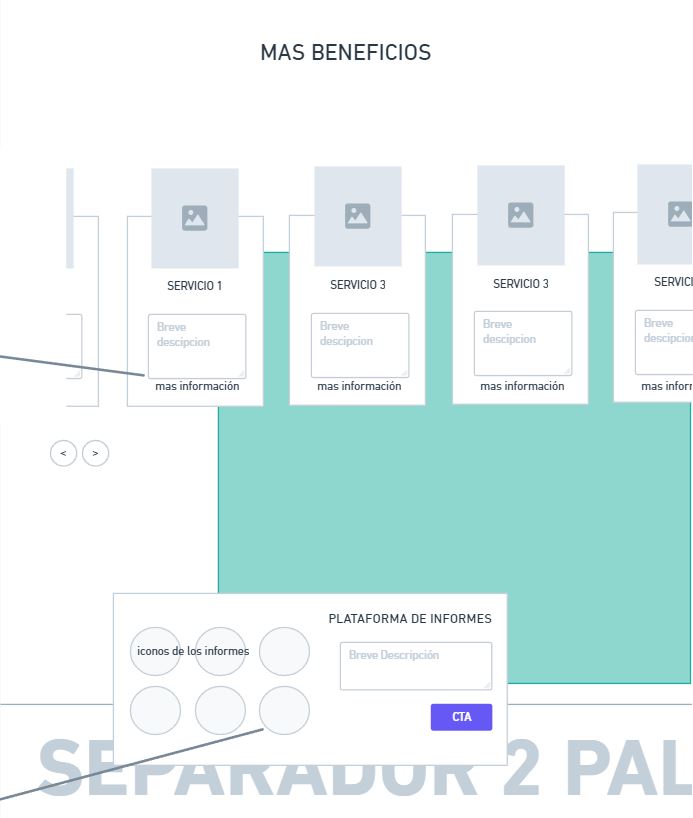 MAS BENEFICIOS
SERVICIO 1
SERVICIO 3
SERVICIO 3
SERVICI
Breve
descipcion
Breve
descipcion
Breve
descipcion
Breve
descipcion
mas información
mas información
mas información
mas inforr
< >
PLATAFORMA DE INFORMES
iconos de los informes
Breve Descripción
CTA
SEPARADOR 2 PAL